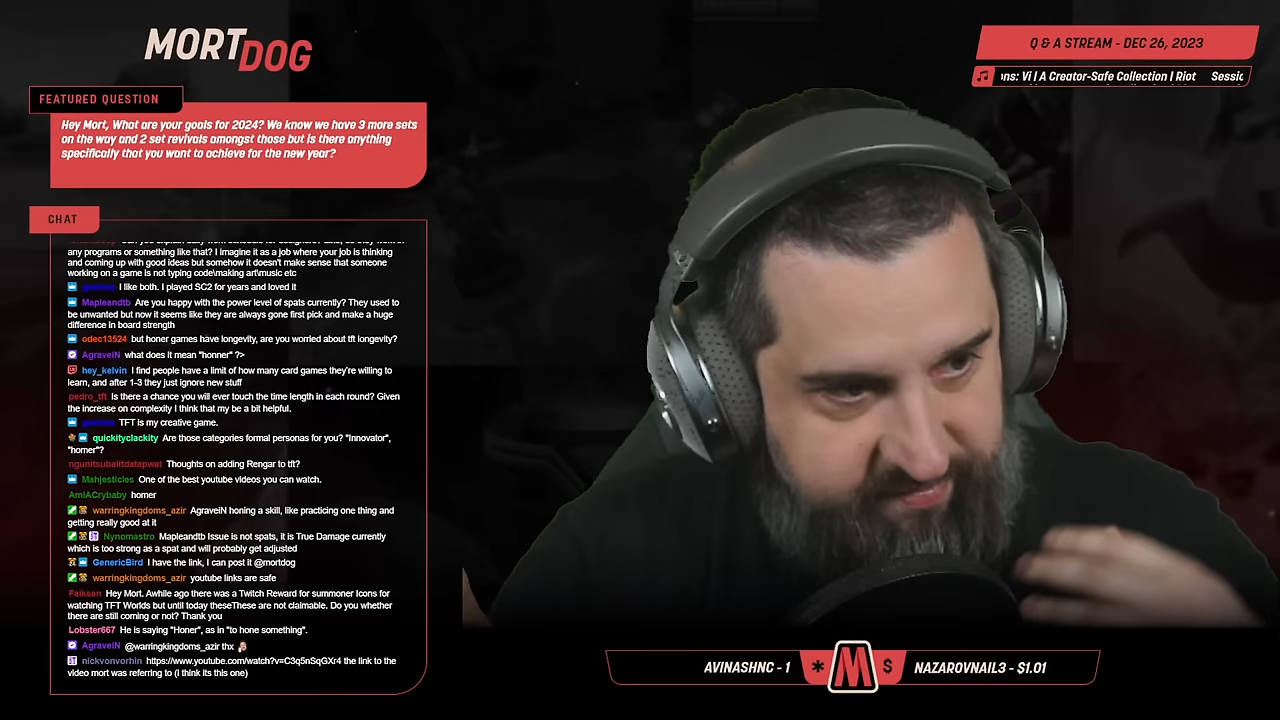 MORTDOG
Q & A STREAM - DEC 26, 2023
ns: Vi | A Creator-Safe Collection | Riot Sessic
FEATURED QUESTION
Hey Mort, What are your goals for 2024? We know we have 3 more sets
on the way and 2 set revivals amongst those but is there anything
specifically that you want to achieve for the new year?
CHAT
any programs or something like that? I imagine it as a job where your job is thinking
and coming up with good ideas but somehow it doesn't make sense that someone
working on a game is not typing code\making art\music etc
I like both. I played SC2 for years and loved it
Mapleandtb Are you happy with the power level of spats currently? They used to
be unwanted but now it seems like they are always gone first pick and make a huge
difference in board strength
odec13524 but honer games have longevity, are you worried about tft longevity?
AgraveiN what does it mean "honner" ?>
hey_kelvin I find people have a limit of how many card games they're willing to
learn, and after 1-3 they just ignore new stuff
pedro_tft Is there a chance you will ever touch the time length in each round? Given
the increase on complexity I think that my be a bit helpful.
TFT is my creative game.
quickityclackity Are those categories formal personas for you? "Innovator",
"homer"?
ngunitsubalitdatapwat Thoughts on adding Rengar to tft?
Mahjesticles One of the best youtube videos you can watch.
AmIACrybaby homer
warringkingdoms_azir AgraveiN honing a skill, like practicing one thing and
getting really good at it
Nynomastro Mapleandtb Issue is not spats, it is True Damage currently
which is too strong as a spat and will probably get adjusted
GenericBird I have the link, I can post it @mortdog
warringkingdoms_azir youtube links are safe
Falksen Hey Mort. Awhile ago there was a Twitch Reward for summoner Icons for
watching TFT Worlds but until today theseThese are not claimable. Do you whether
there are still coming or not? Thank you
Lobster667 He is saying "Honer", as in "to hone something".
AgraveiN @warringkingdoms_azir thx
nickvonvorhin https://www.youtube.com/watch?v=C3q5nSqGXr4 the link to the
video mort was referring to (i think its this one)
AVINASHNC - 1 * M $ NAZAROVNAIL3 - $1.01